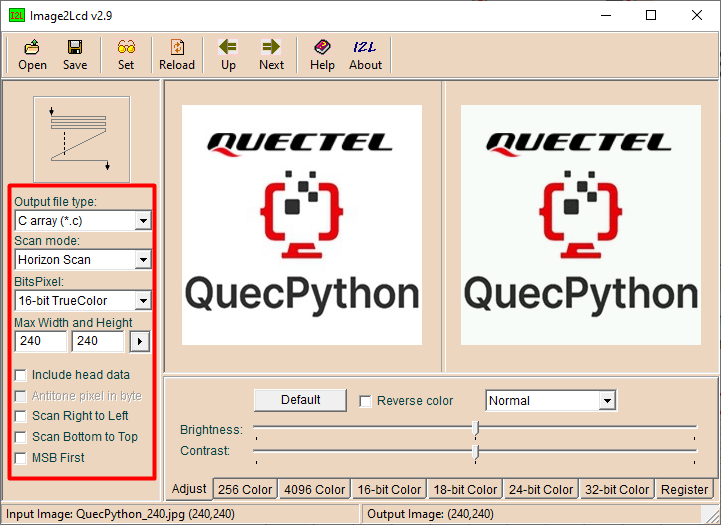 I2L Image2Lcd v2.9
Open Save Set Reload Up Next Help I2L About
Output file type:
C array (*.c)
Scan mode:
Horizon Scan
BitsPixel:
16-bit TrueColor
Max Width and Height
240 240
Include head data
Antitone pixel in byte
Scan Right to Left
Scan Bottom to Top
MSB First
QUECTEL
QuecPython
QUECTEL
QuecPython
Default Reverse color Normal
Brightness:
Contrast:
Adjust 256 Color 4096 Color 16-bit Color 18-bit Color 24-bit Color 32-bit Color Register
Input Image: QuecPython_240.jpg (240,240) Output Image: (240,240)